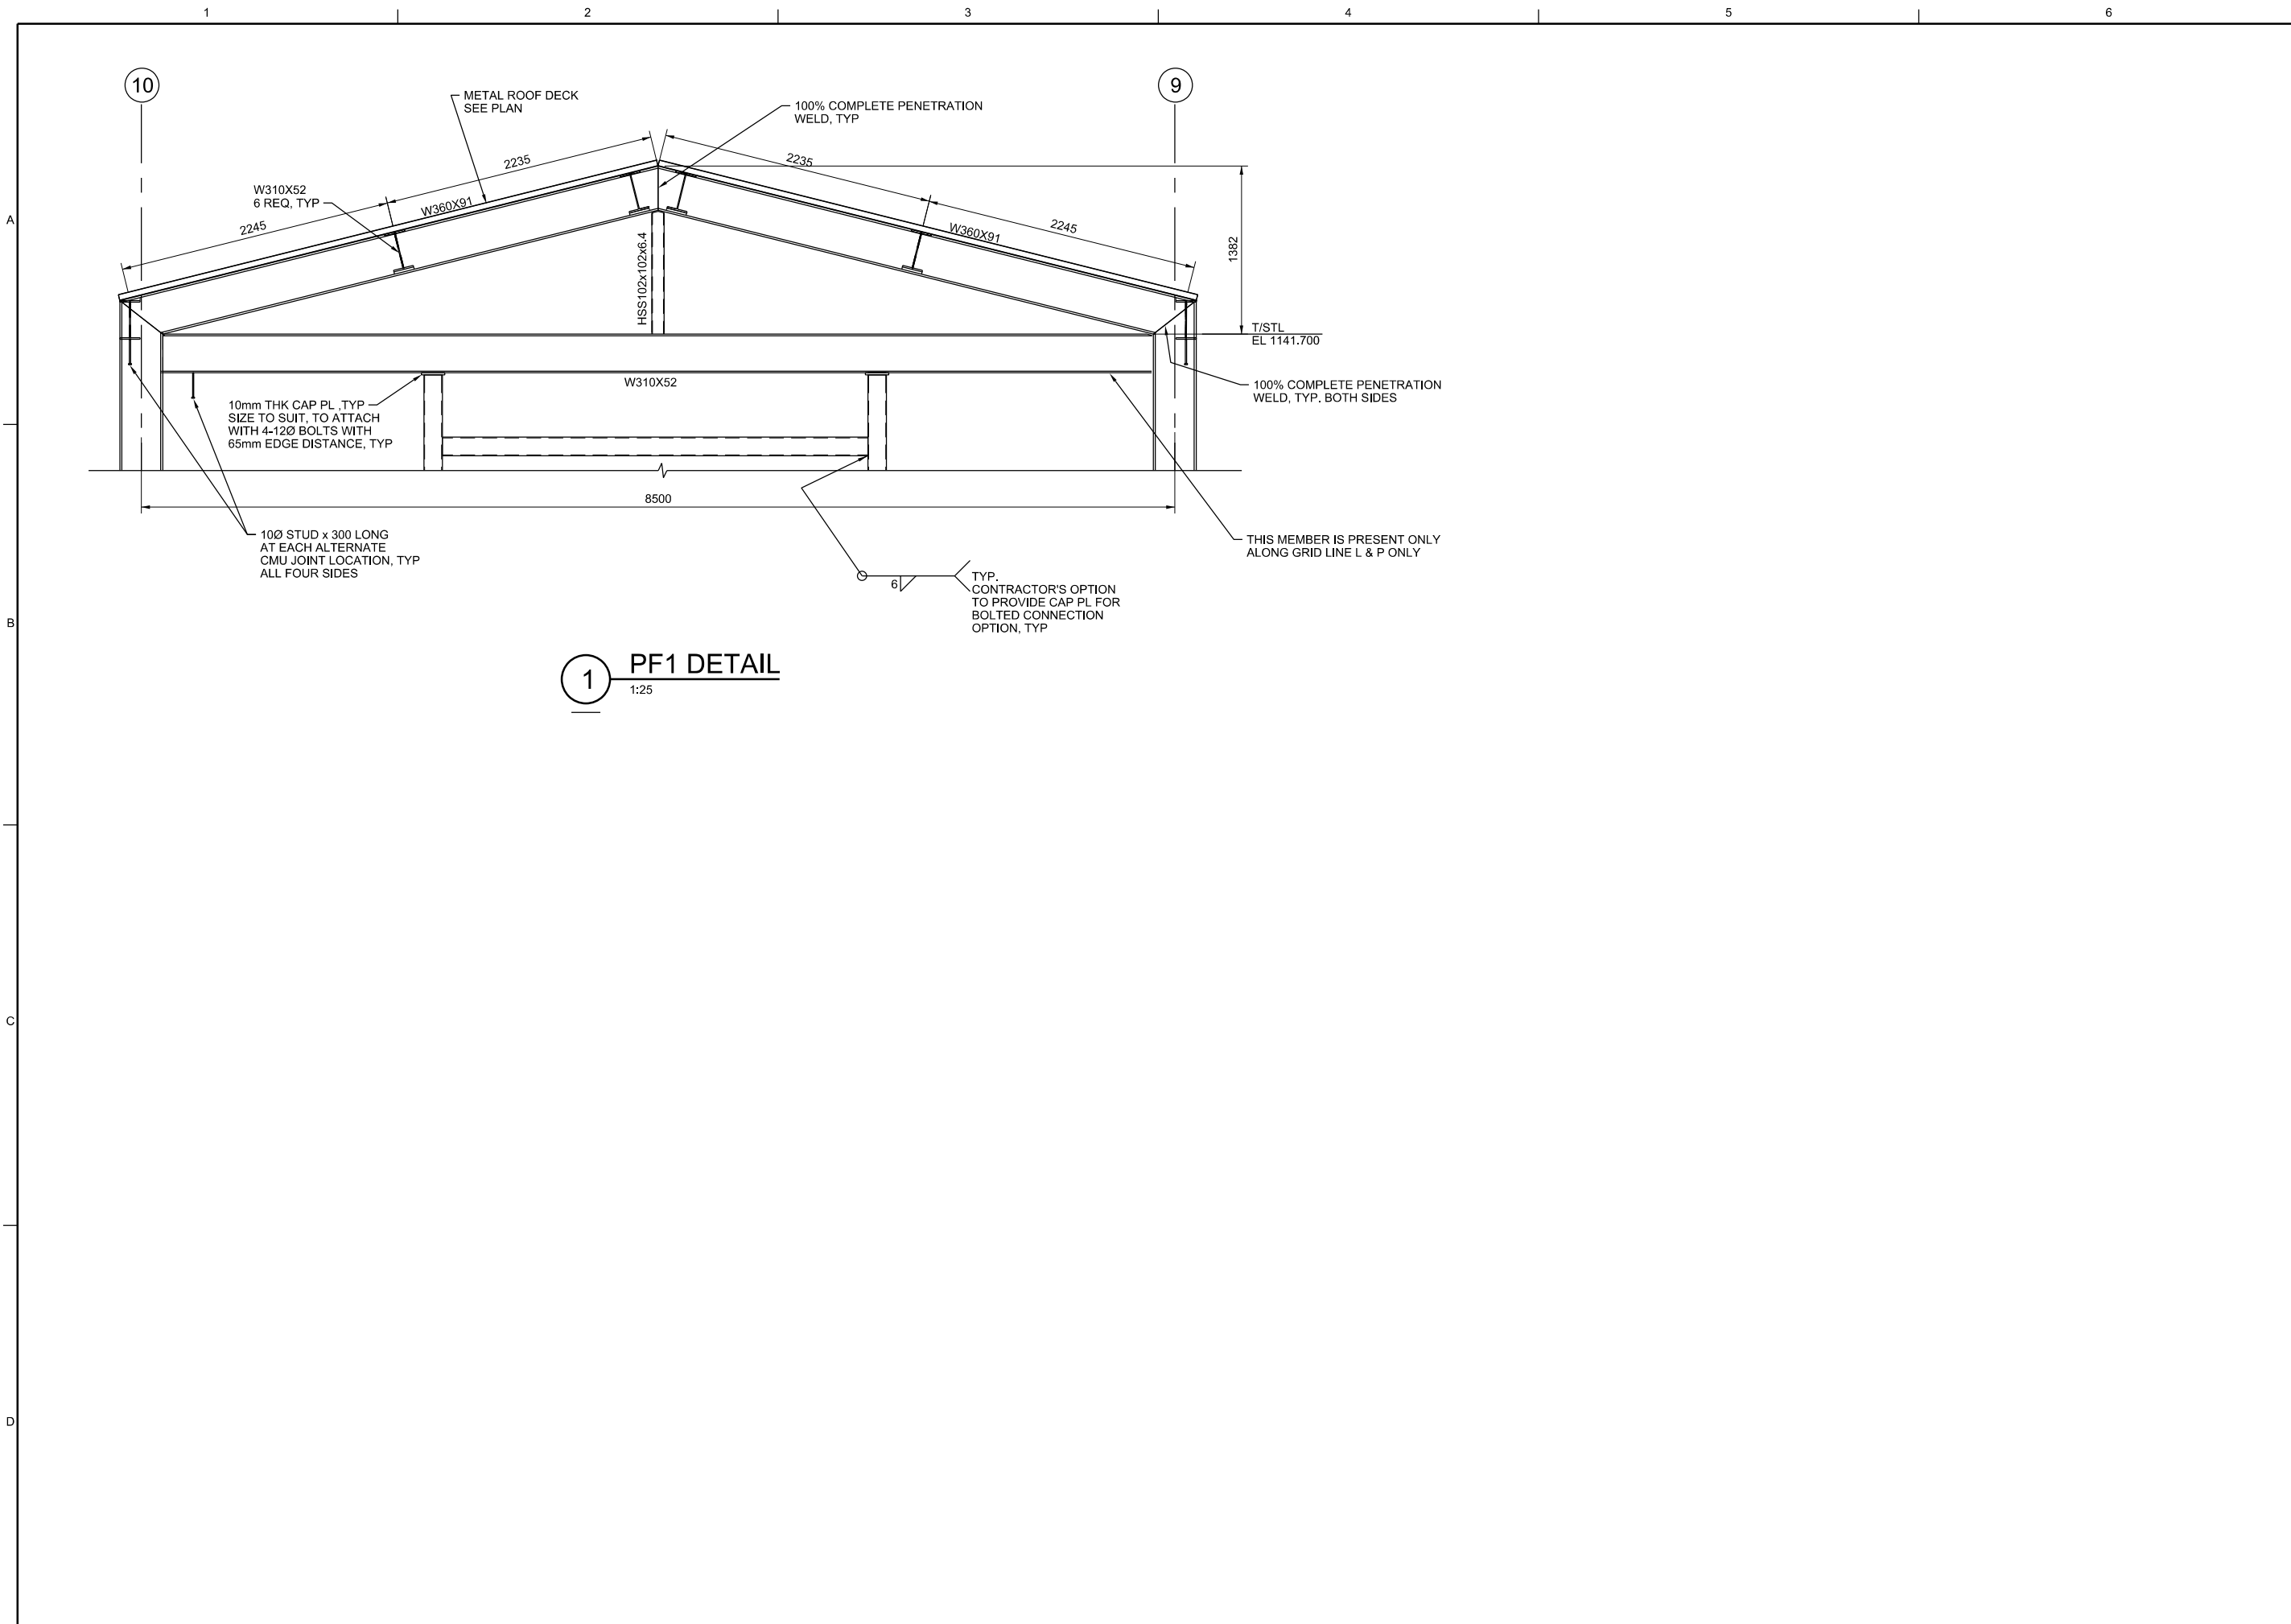 1
2
3
4
5
6
A
B
C
D
10
9
METAL ROOF DECK
SEE PLAN
100% COMPLETE PENETRATION
WELD, TYP
2235
2235
W310X52
6 REQ, TYP
W360X91
2245
W360X91
2245
HSS102x102x6.4
1382
T/STL
EL 1141.700
W310X52
100% COMPLETE PENETRATION
WELD, TYP. BOTH SIDES
10mm THK CAP PL ,TYP
SIZE TO SUIT, TO ATTACH
WITH 4-12Ø BOLTS WITH
65mm EDGE DISTANCE, TYP
8500
10Ø STUD x 300 LONG
AT EACH ALTERNATE
CMU JOINT LOCATION, TYP
ALL FOUR SIDES
THIS MEMBER IS PRESENT ONLY
ALONG GRID LINE L & P ONLY
6
TYP.
CONTRACTOR'S OPTION
TO PROVIDE CAP PL FOR
BOLTED CONNECTION
OPTION, TYP
1
PF1 DETAIL
1:25